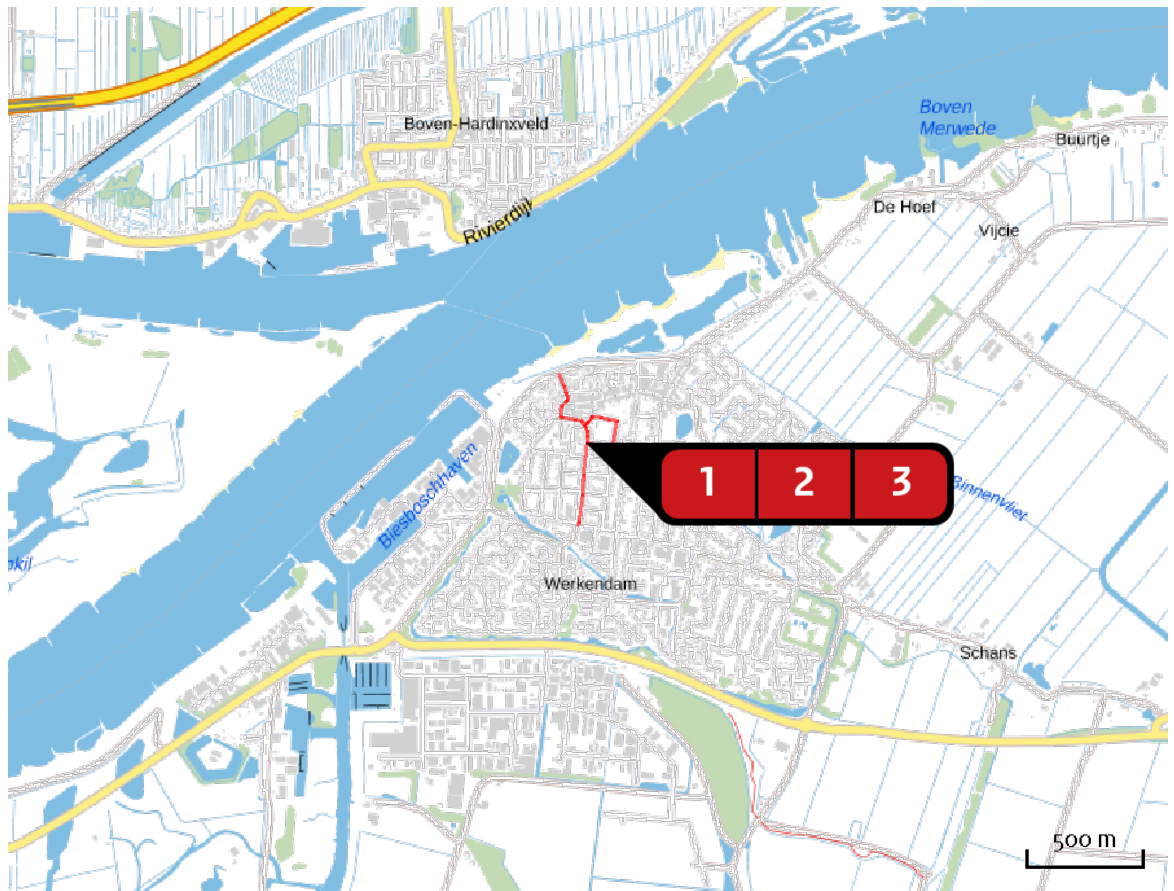 Boven-Hardinxveld
Boven
Merwede
Buurtje
De Hoef
Vijcie
Rivierdijk
Biesboschhaven
1 2 3
Binnenvliet
Werkendam
Schans
500 m